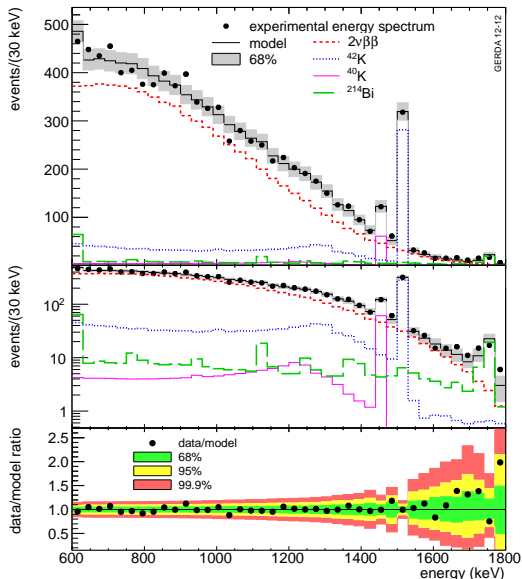 events/(30 keV)
500
400
300
200
100
experimental energy spectrum
model
68%
2νββ
⁴²K
⁴⁰K
²¹⁴Bi
GERDA 12-12
events/(30 keV)
10²
10
1
data/model ratio
2.5
2.0
1.5
1.0
0.5
data/model
68%
95%
99.9%
600 800 1000 1200 1400 1600 1800
energy (keV)